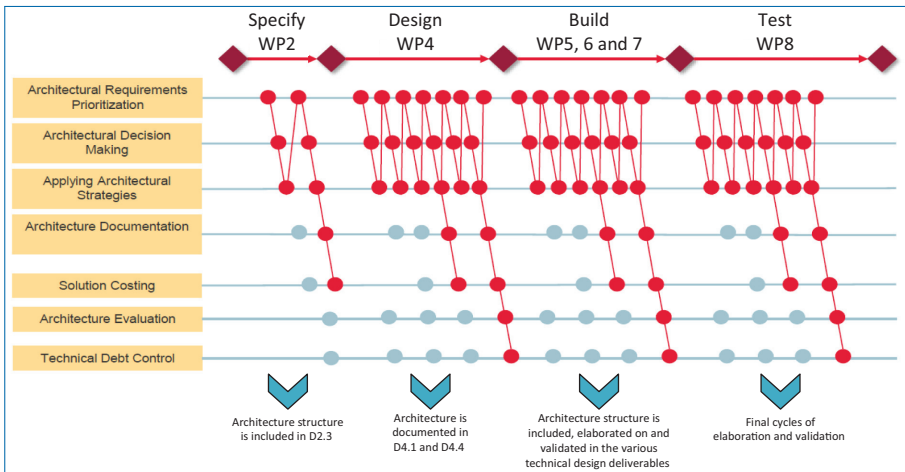 Specify
WP2
Design
WP4
Build
WP5, 6 and 7
Test
WP8
Architectural Requirements
Prioritization
Architectural Decision
Making
Applying Architectural
Strategies
Architecture Documentation
Solution Costing
Architecture Evaluation
Technical Debt Control
Architecture structure
is included in D2.3
Architecture is
documented in
D4.1 and D4.4
Architecture structure is
included, elaborated on and
validated in the various
technical design deliverables
Final cycles of
elaboration and validation